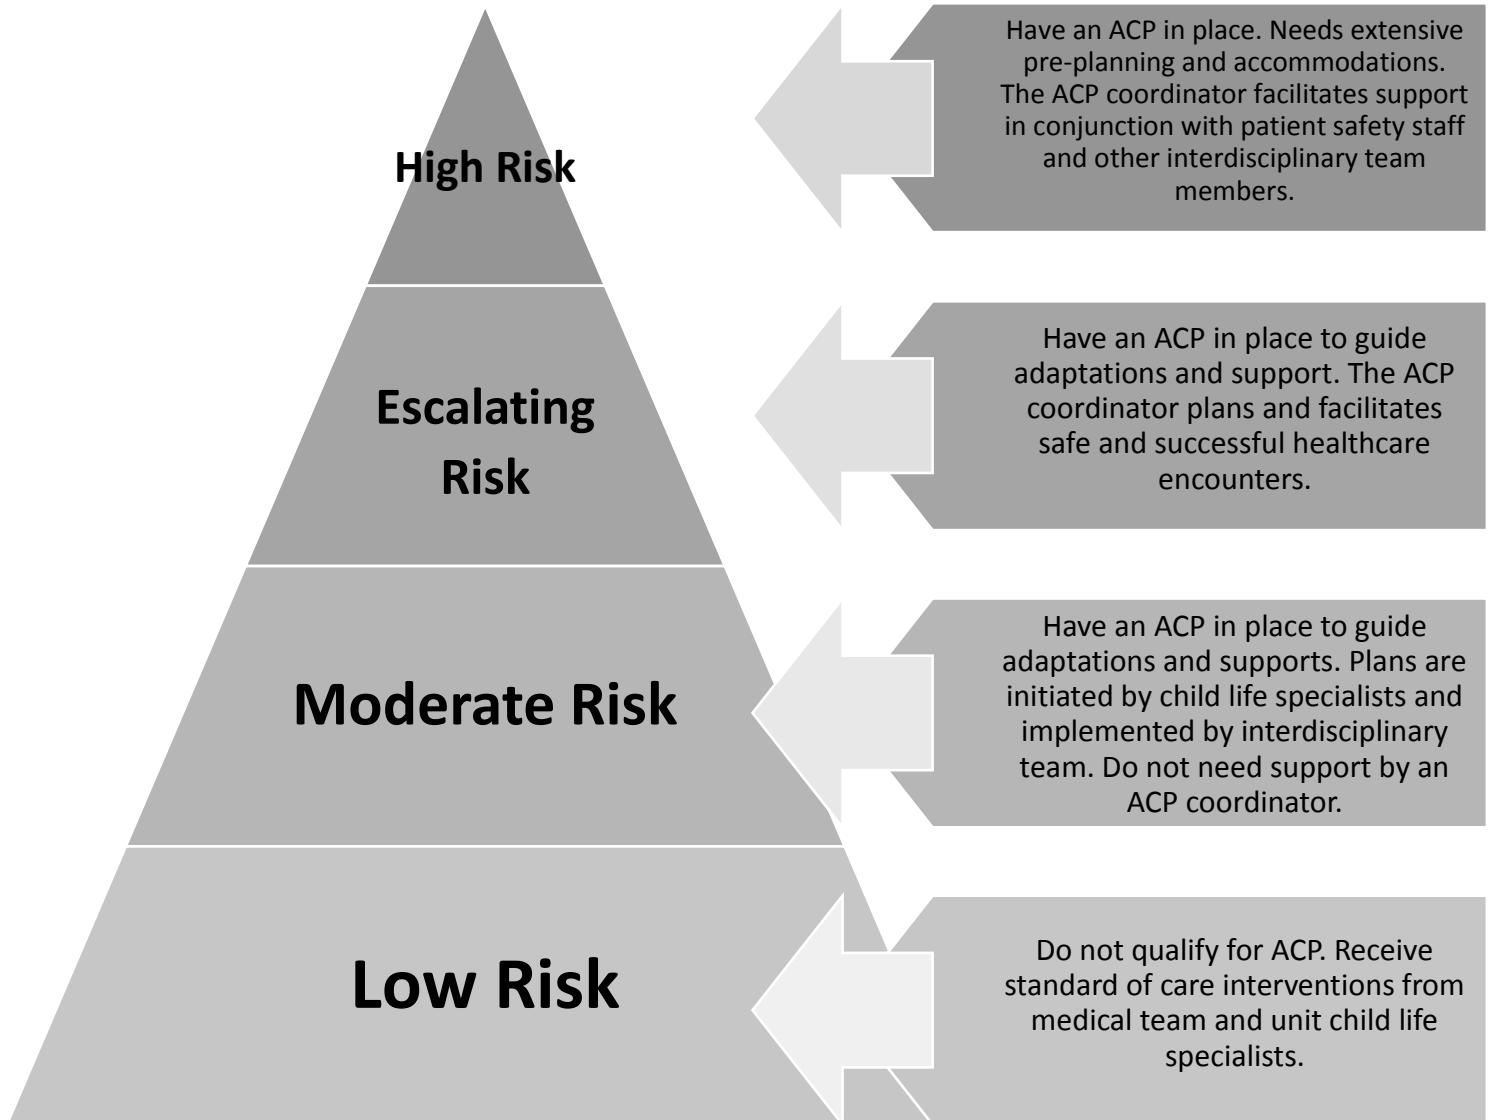 High Risk
Have an ACP in place. Needs extensive
pre-planning and accommodations.
The ACP coordinator facilitates support
in conjunction with patient safety staff
and other interdisciplinary team
members.
Escalating
Risk
Have an ACP in place to guide
adaptations and support. The ACP
coordinator plans and facilitates
safe and successful healthcare
encounters.
Moderate Risk
Have an ACP in place to guide
adaptations and supports. Plans are
initiated by child life specialists and
implemented by interdisciplinary
team. Do not need support by an
ACP coordinator.
Low Risk
Do not qualify for ACP. Receive
standard of care interventions from
medical team and unit child life
specialists.